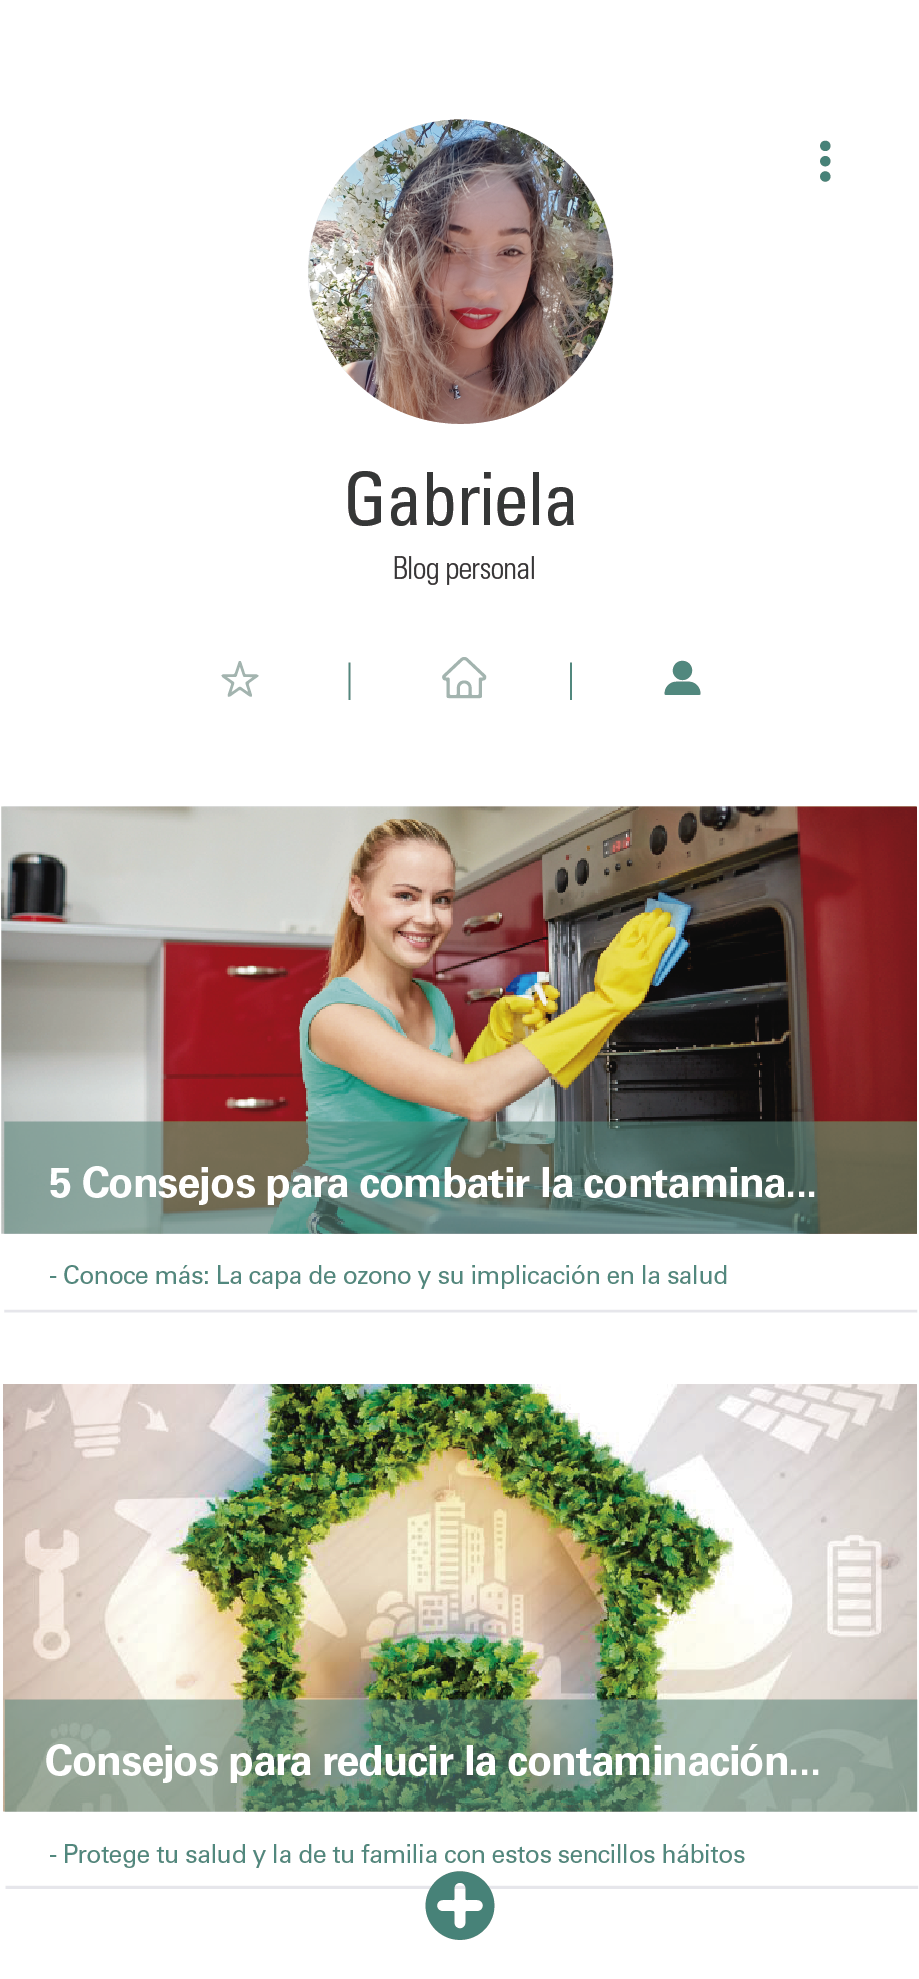 Gabriela
Blog personal
5 Consejos para combatir la contamina...
- Conoce más: La capa de ozono y su implicación en la salud
Consejos para reducir la contaminación...
- Protege tu salud y la de tu familia con estos sencillos hábitos